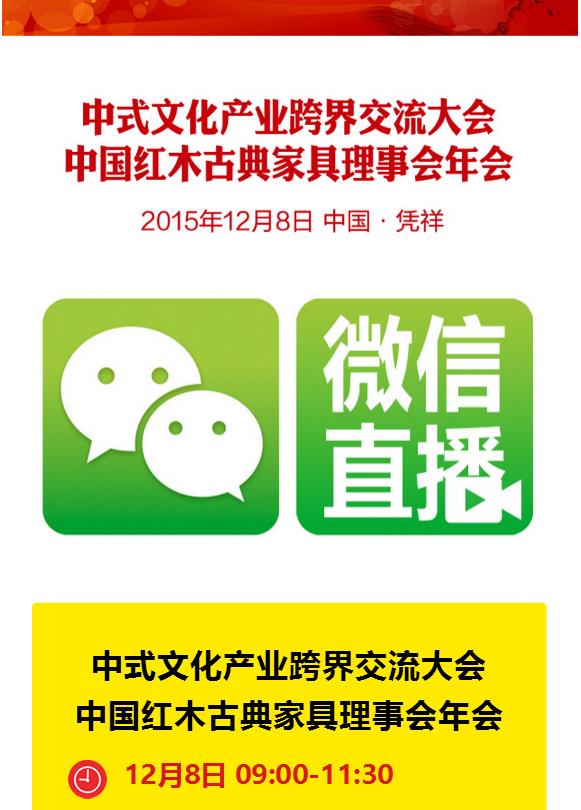 中式文化产业跨界交流大会
中国红木古典家具理事会年会
2015年12月8日 中国·凭祥
微信
直播
中式文化产业跨界交流大会
中国红木古典家具理事会年会
12月8日 09:00-11:30